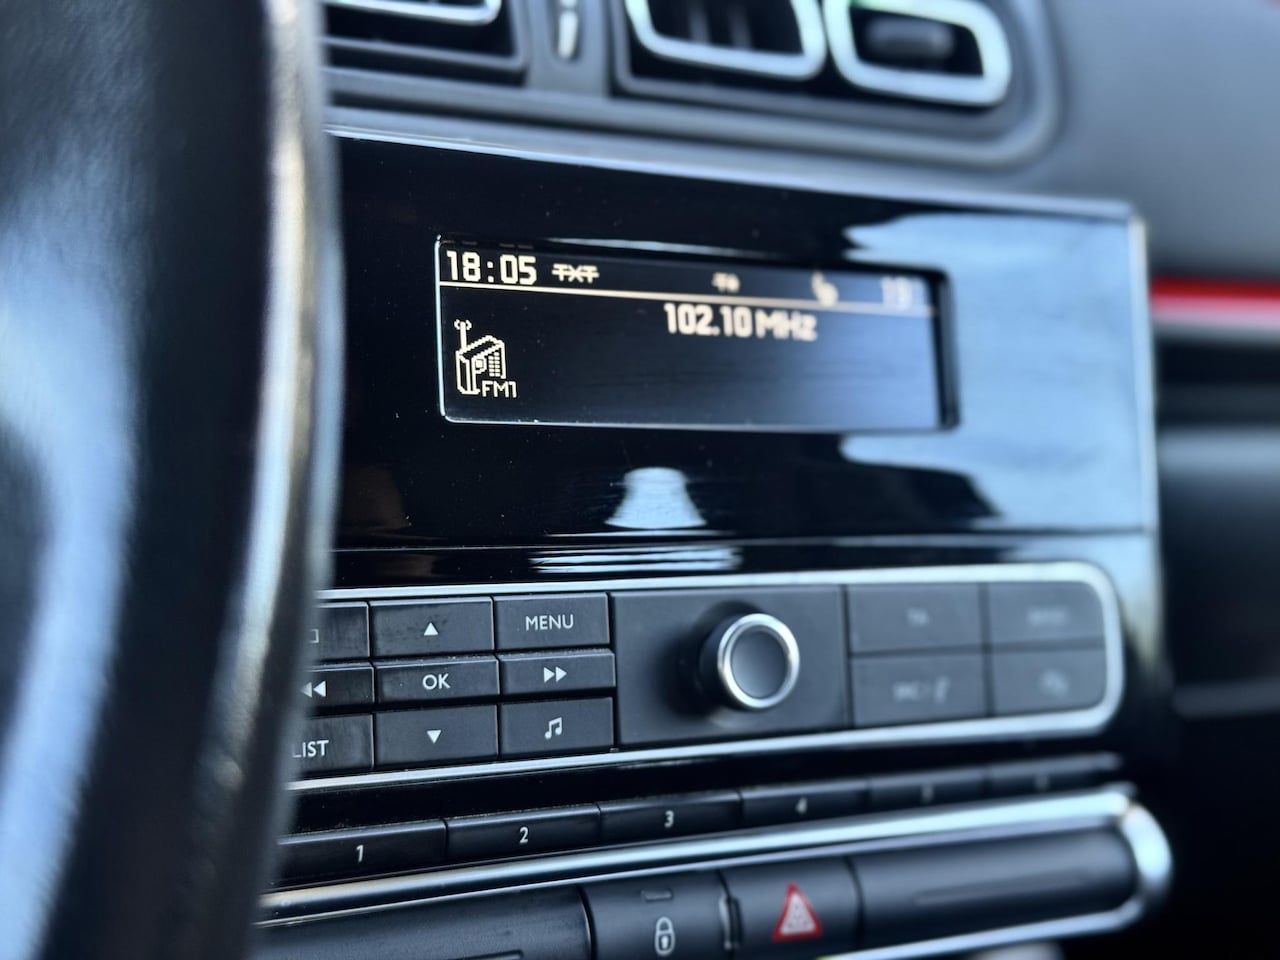 18:05 TXT
102.10 MHz
FM1
MENU
OK
LIST
1 2 3 4